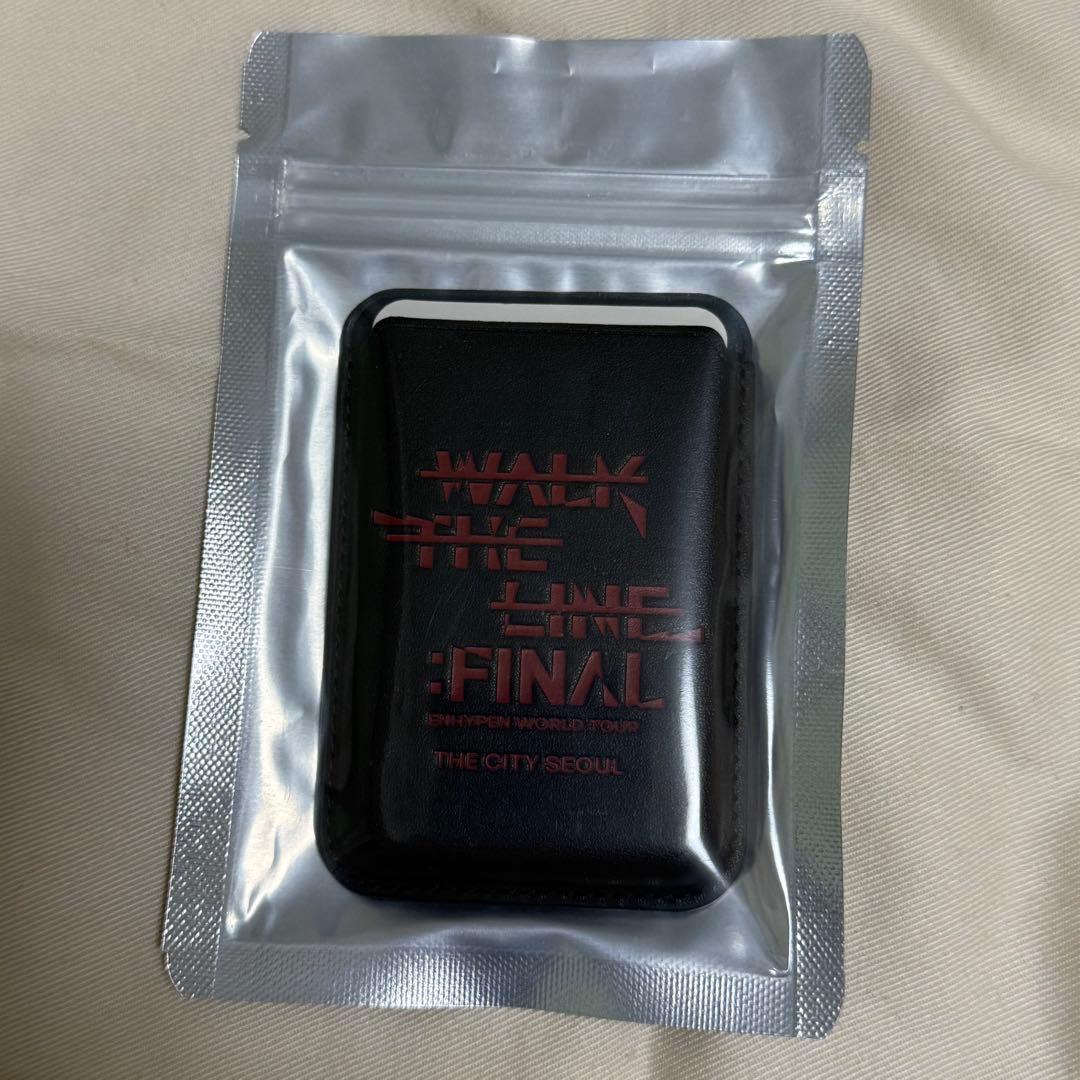 WALK
THE
LINE
:FINAL
ENHYPEN WORLD TOUR
THE CITY SEOUL